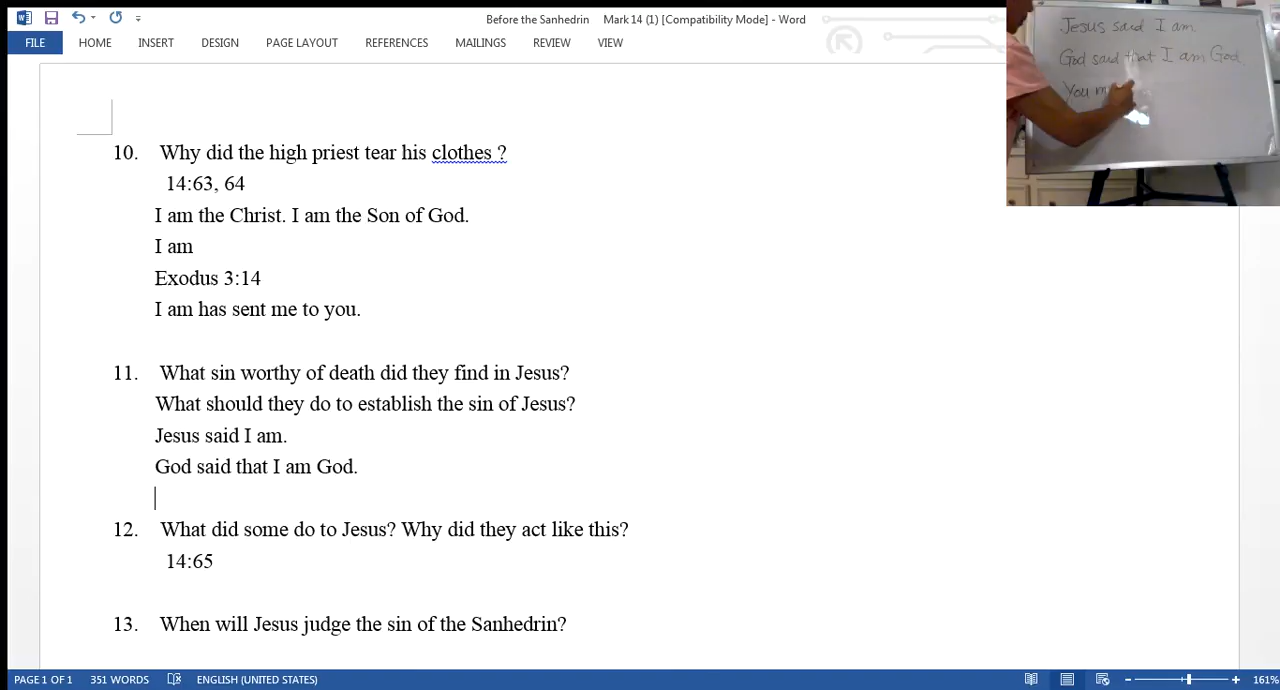 Before the Sanhedrin Mark 14 (1) [Compatibility Mode] - Word
FILE HOME INSERT DESIGN PAGE LAYOUT REFERENCES MAILINGS REVIEW VIEW
10. Why did the high priest tear his clothes ?
14:63, 64
I am the Christ. I am the Son of God.
I am
Exodus 3:14
I am has sent me to you.
11. What sin worthy of death did they find in Jesus?
What should they do to establish the sin of Jesus?
Jesus said I am.
God said that I am God.
12. What did some do to Jesus? Why did they act like this?
14:65
13. When will Jesus judge the sin of the Sanhedrin?
PAGE 1 OF 1 351 WORDS ENGLISH (UNITED STATES) 161%
Jesus said I am.
God said that I am God.
You